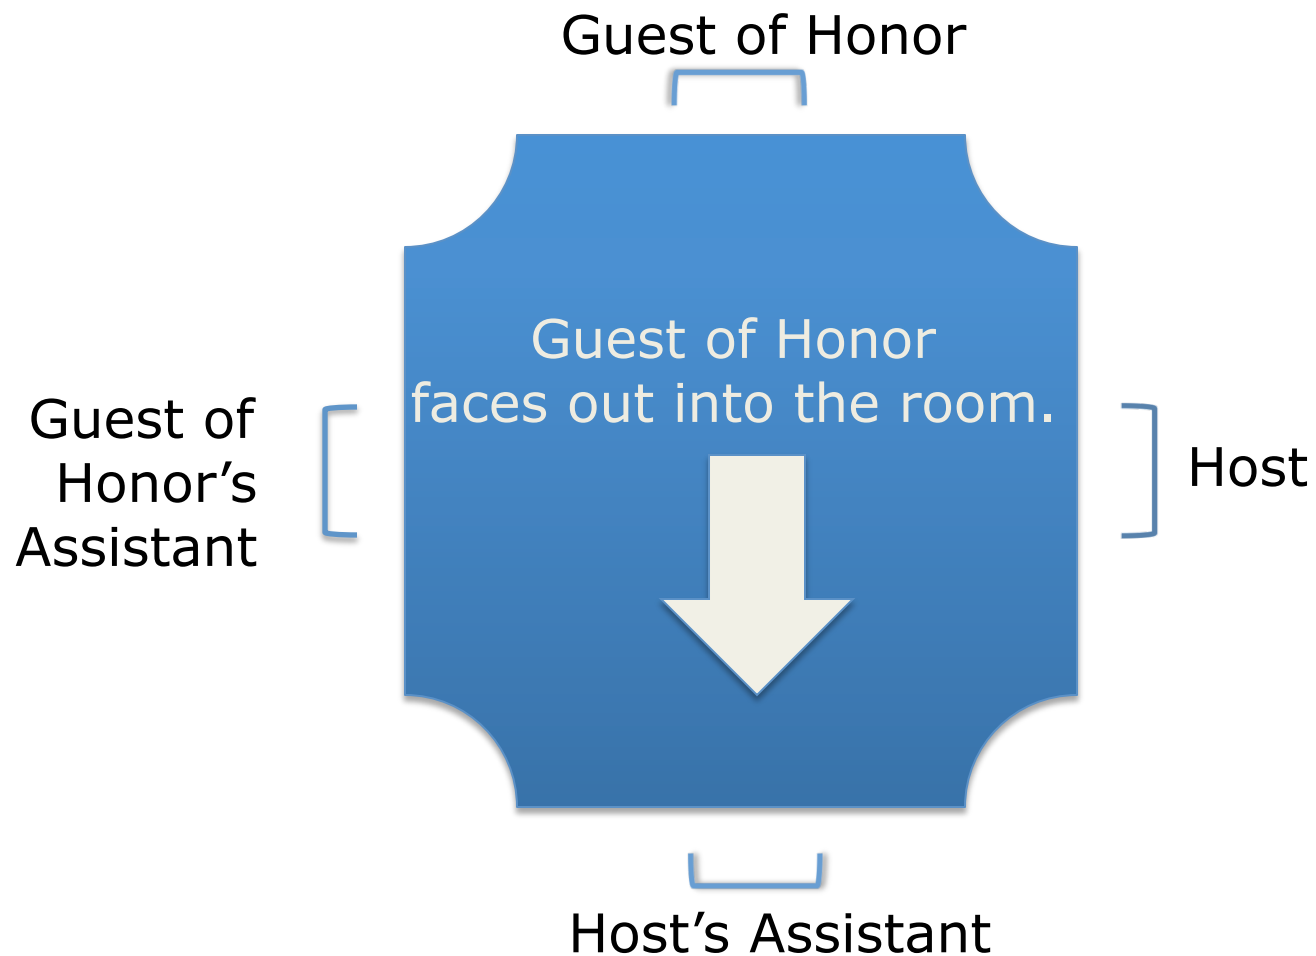 Guest of Honor
Guest of Honor
faces out into the room.
Guest of
Honor’s
Assistant
Host
Host’s Assistant